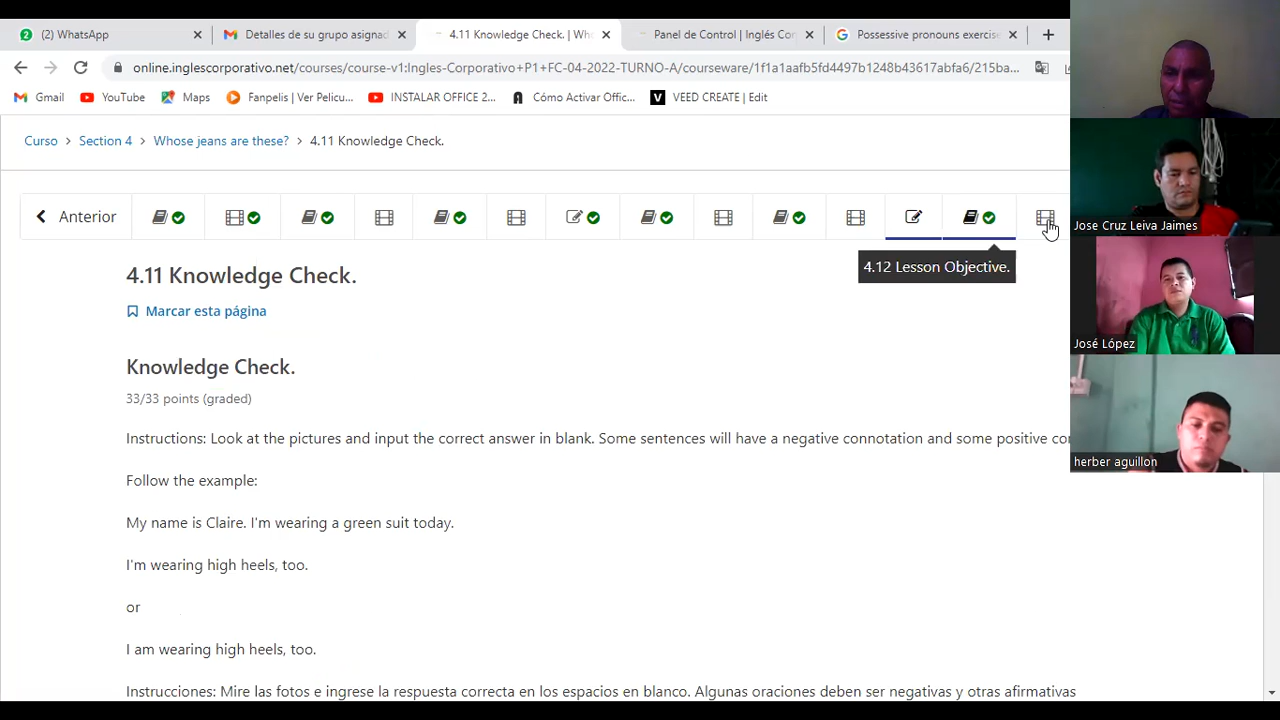 2 (2) WhatsApp
Detalles de su grupo asignad
4.11 Knowledge Check. | Who
Panel de Control | Inglés Cor
Possessive pronouns exercise
online.inglescorporativo.net/courses/course-v1:Ingles-Corporativo+P1+FC-04-2022-TURNO-A/courseware/1f1a1aafb5fd4497b1248b43617abfa6/215ba...
Gmail
YouTube
Maps
Fanpelis | Ver Pelicu...
INSTALAR OFFICE 2...
Cómo Activar Offic...
VEED CREATE | Edit
Curso > Section 4 > Whose jeans are these? > 4.11 Knowledge Check.
Anterior
4.12 Lesson Objective.
4.11 Knowledge Check.
Marcar esta página
Knowledge Check.
33/33 points (graded)
Instructions: Look at the pictures and input the correct answer in blank. Some sentences will have a negative connotation and some positive co
Follow the example:
My name is Claire. I'm wearing a green suit today.
I'm wearing high heels, too.
or
I am wearing high heels, too.
Instrucciones: Mire las fotos e ingrese la respuesta correcta en los espacios en blanco. Algunas oraciones deben ser negativas y otras afirmativas
Jose Cruz Leiva Jaimes
José López
herber aguillon